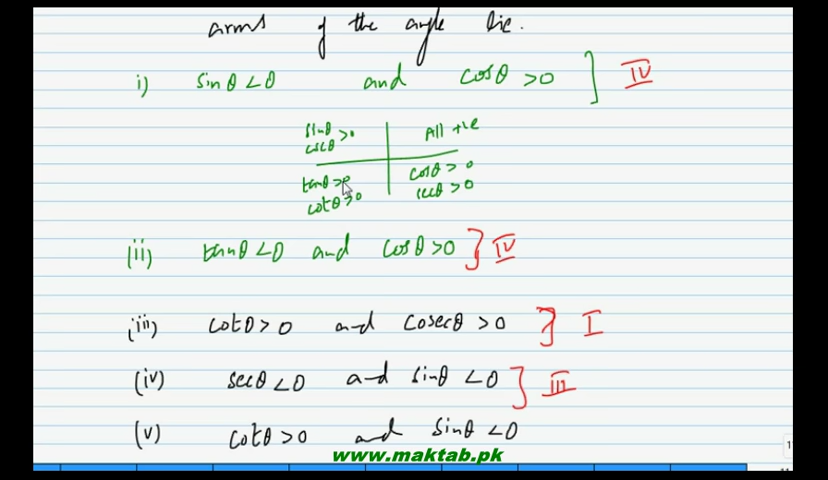 arms of the angle lie.
i) sinθ < 0 and cosθ > 0 ] IV
sinθ cscθ > 0 All +ve
tanθ > 0 cosθ > 0
cotθ > 0 secθ > 0
(ii) tanθ < 0 and cosθ > 0 } IV
(iii) cotθ > 0 and cosecθ > 0 } I
(iv) secθ < 0 and sinθ < 0 } III
(v) cotθ > 0 and sinθ < 0
www.maktab.pk
1